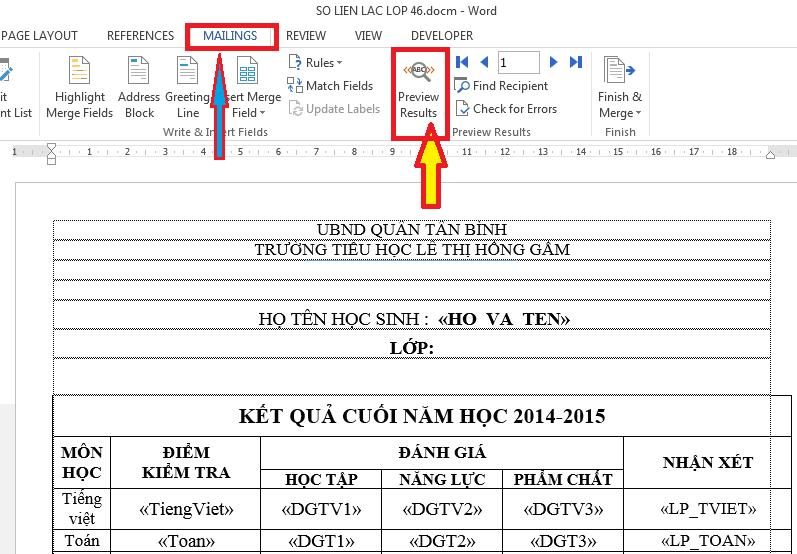 SO LIEN LAC LOP 46.docm - Word
PAGE LAYOUT REFERENCES MAILINGS REVIEW VIEW DEVELOPER
Highlight Merge Fields
Address Block
Greeting Line
Insert Merge Field
Rules
Match Fields
Update Labels
Write & Insert Fields
ABC
Preview Results
1
Find Recipient
Check for Errors
Preview Results
Finish & Merge
Finish
1 1 2 3 4 5 6 7 8 9 10 11 12 13 14 15 16 17 18
UBND QUẬN TÂN BÌNH
TRƯỜNG TIỂU HỌC LÊ THỊ HỒNG GẤM
HỌ TÊN HỌC SINH : «HO_VA_TEN»
LỚP:
KẾT QUẢ CUỐI NĂM HỌC 2014-2015
MÔN HỌC
ĐIỂM KIỂM TRA
ĐÁNH GIÁ
NHẬN XÉT
HỌC TẬP NĂNG LỰC PHẨM CHẤT
Tiếng việt «TiengViet» «DGTV1» «DGTV2» «DGTV3» «LP_TVIET»
Toán «Toan» «DGT1» «DGT2» «DGT3» «LP_TOAN»